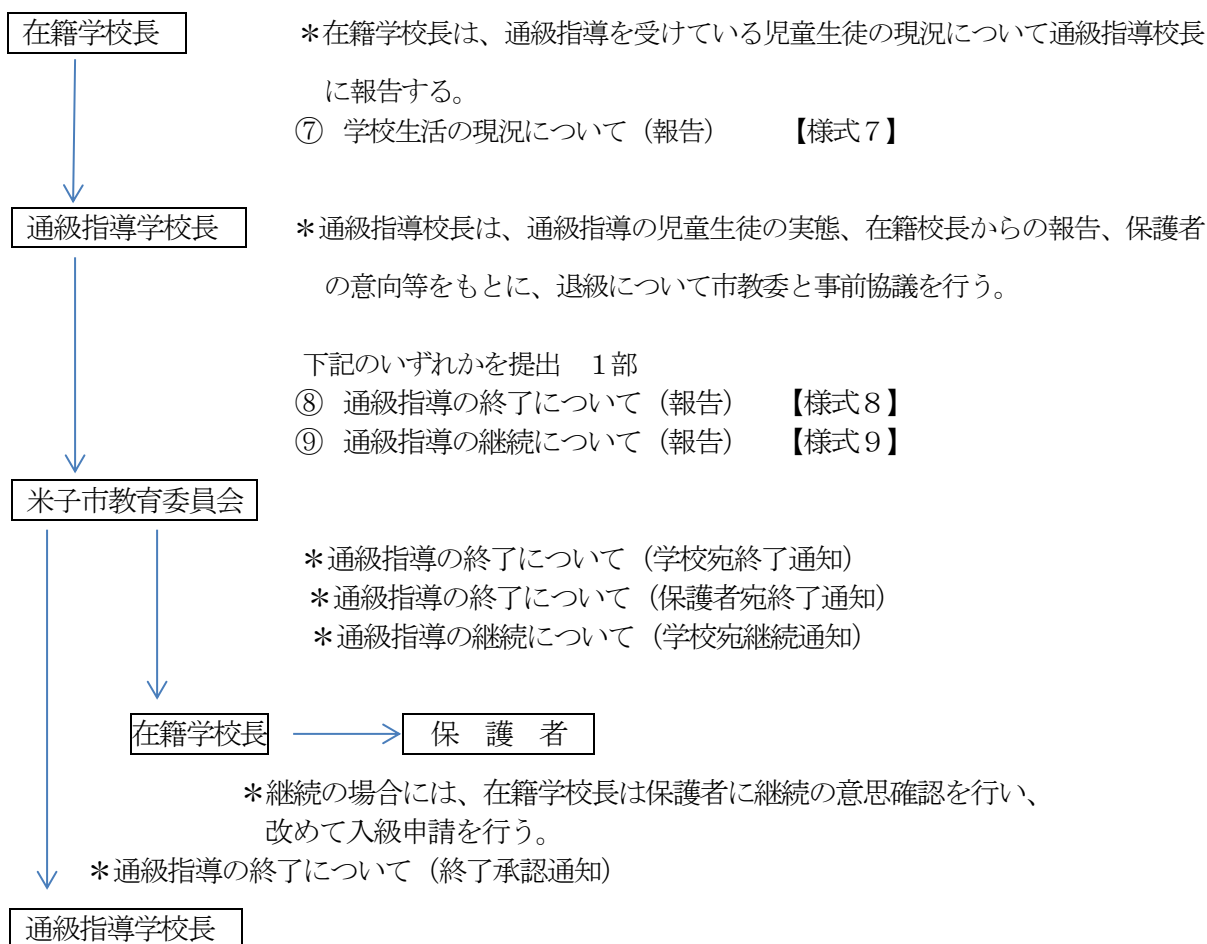 在籍学校長
＊在籍学校長は、通級指導を受けている児童生徒の現況について通級指導校長
に報告する。
⑦ 学校生活の現況について（報告） 【様式７】
通級指導学校長
＊通級指導校長は、通級指導の児童生徒の実態、在籍校長からの報告、保護者
の意向等をもとに、退級について市教委と事前協議を行う。
下記のいずれかを提出 １部
⑧ 通級指導の終了について（報告） 【様式８】
⑨ 通級指導の継続について（報告） 【様式９】
米子市教育委員会
＊通級指導の終了について（学校宛終了通知）
＊通級指導の終了について（保護者宛終了通知）
＊通級指導の継続について（学校宛継続通知）
在籍学校長
保 護 者
＊継続の場合には、在籍学校長は保護者に継続の意思確認を行い、
改めて入級申請を行う。
＊通級指導の終了について（終了承認通知）
通級指導学校長